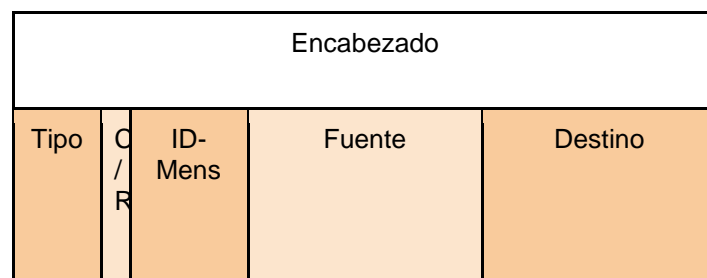 Encabezado
Tipo
C
/
R
ID-
Mens
Fuente
Destino